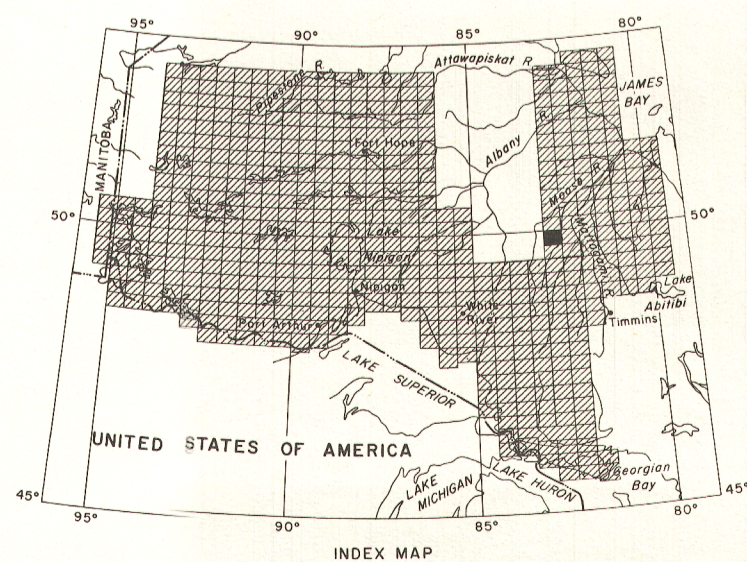 95°
90°
85°
80°
Attawapiskat R.
Pipestone R.
JAMES
BAY
MANITOBA
Albany R.
Fort Hope
Moose R.
50°
50°
Mattagami R.
Lake
Nipigon
Nipigon
Lake
Abitibi
White
River
Port Arthur
Timmins
LAKE SUPERIOR
UNITED STATES OF AMERICA
LAKE HURON
Georgian
Bay
LAKE
MICHIGAN
45°
45°
95°
90°
85°
80°
INDEX MAP